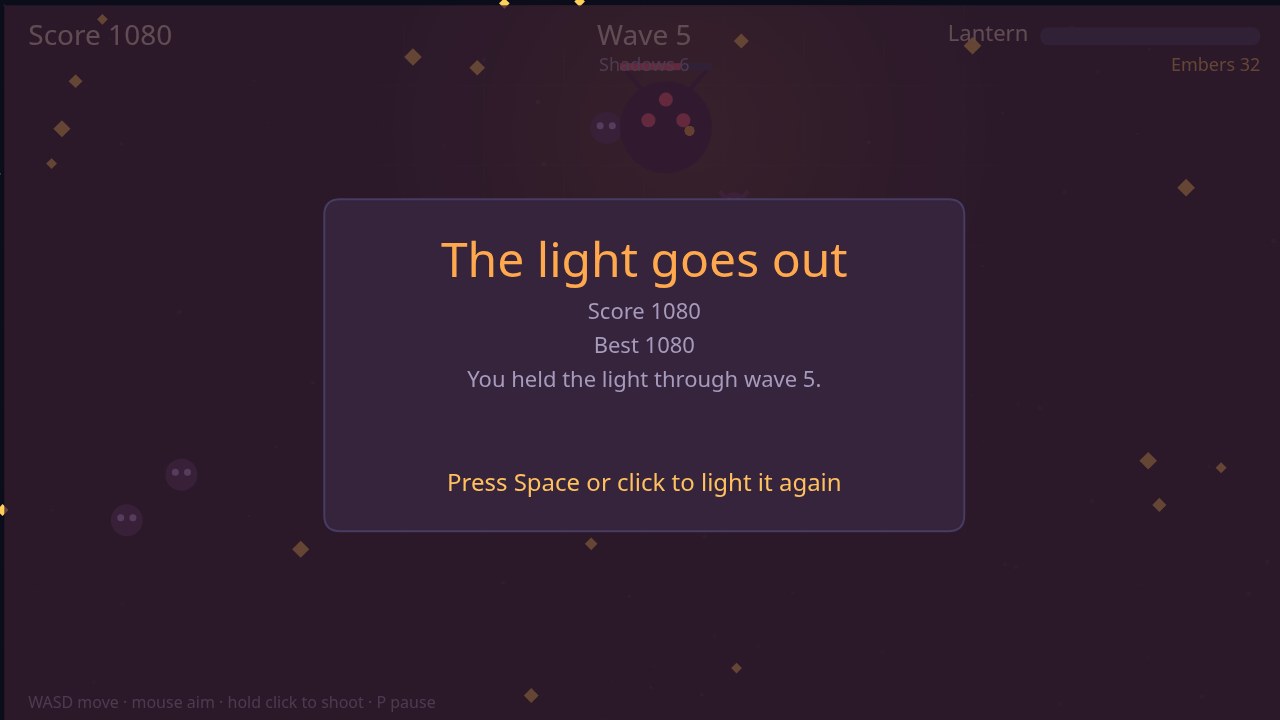 Score 1080
Wave 5
Lantern
Shadows 6
Embers 32
The light goes out
Score 1080
Best 1080
You held the light through wave 5.
Press Space or click to light it again
WASD move · mouse aim · hold click to shoot · P pause